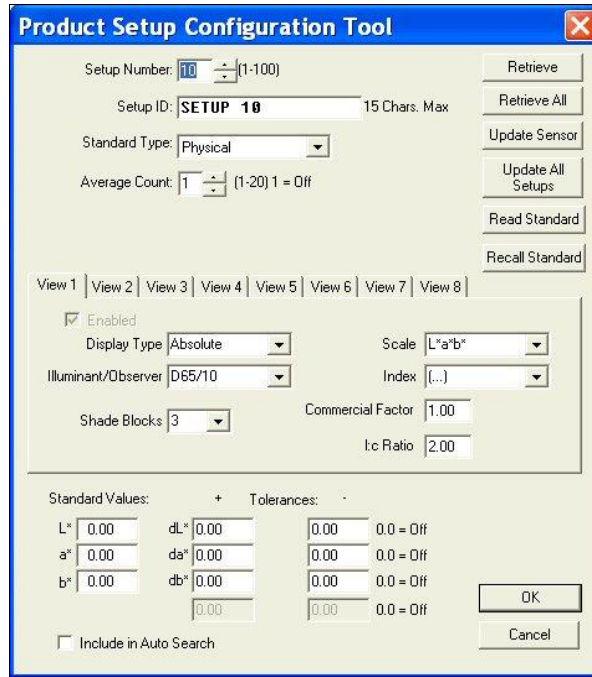 Product Setup Configuration Tool
Setup Number: 10 (1-100)
Retrieve
Setup ID: SETUP 10 15 Chars. Max
Retrieve All
Standard Type: Physical
Update Sensor
Average Count: 1 (1-20) 1 = Off
Update All
Setups
Read Standard
Recall Standard
View 1 View 2 View 3 View 4 View 5 View 6 View 7 View 8
Enabled
Display Type Absolute Scale L*a*b*
Illuminant/Observer D65/10 Index (...)
Shade Blocks 3 Commercial Factor 1.00
l:c Ratio 2.00
Standard Values: + Tolerances: -
L* 0.00 dL* 0.00 0.00 0.0 = Off
a* 0.00 da* 0.00 0.00 0.0 = Off
b* 0.00 db* 0.00 0.00 0.0 = Off
0.00 0.00 0.0 = Off
OK
Include in Auto Search
Cancel